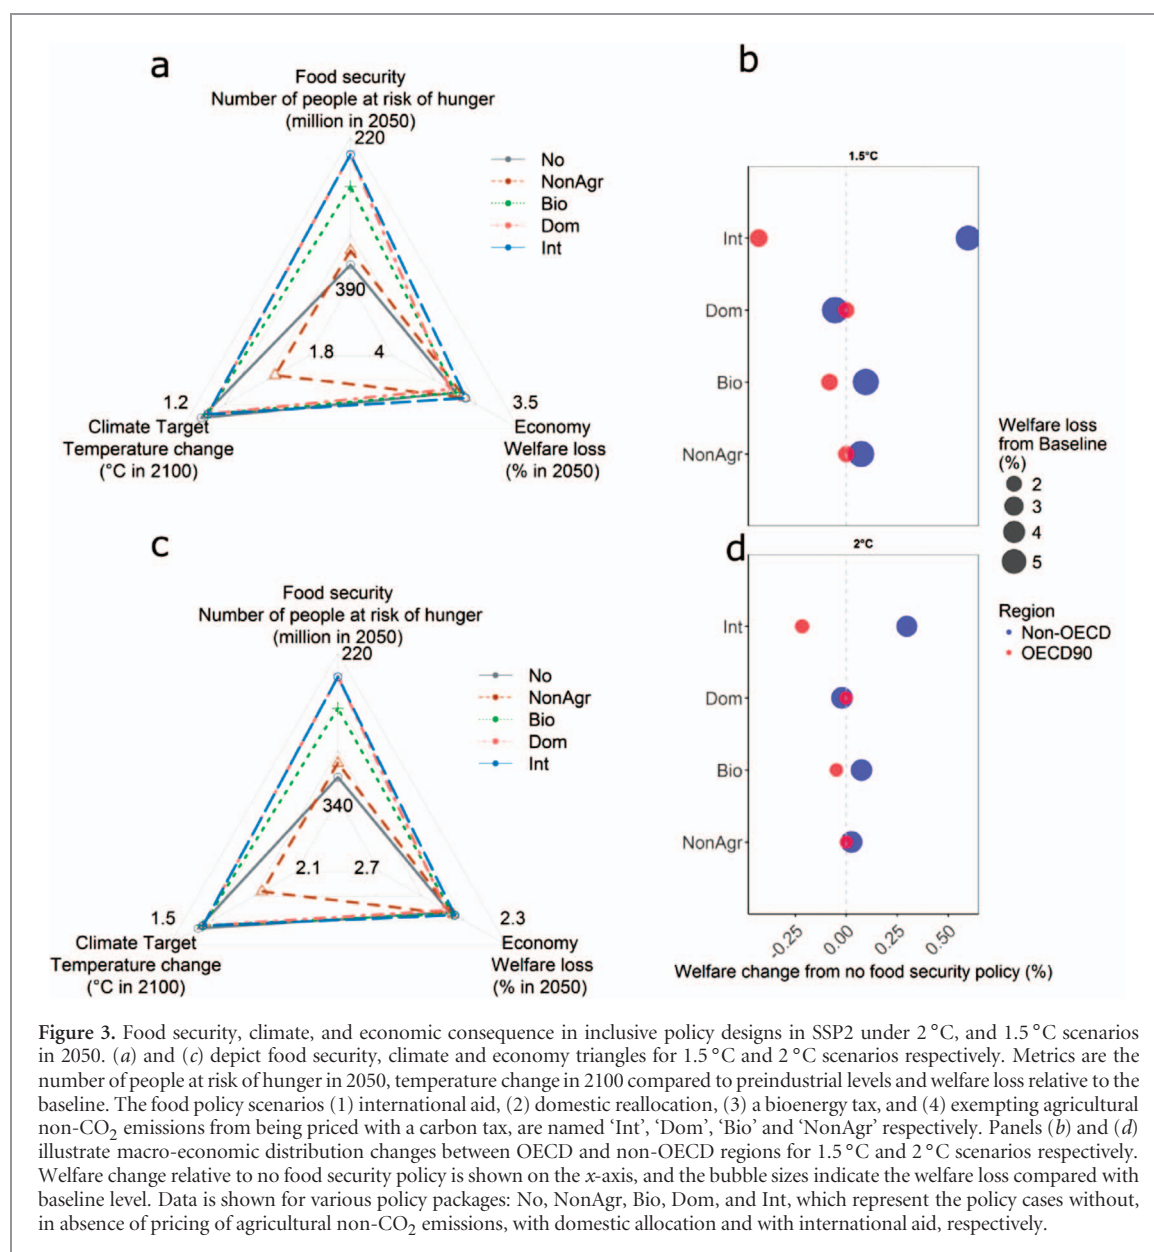 a
Food security
Number of people at risk of hunger
(million in 2050)
220
No
NonAgr
Bio
Dom
Int
390
1.8
4
1.2
3.5
Climate Target
Temperature change
(°C in 2100)
Economy
Welfare loss
(% in 2050)
b
1.5°C
Int
Dom
Bio
NonAgr
Welfare loss
from Baseline
(%)
2
3
4
5
Region
Non-OECD
OECD90
c
Food security
Number of people at risk of hunger
(million in 2050)
220
No
NonAgr
Bio
Dom
Int
340
2.1
2.7
1.5
2.3
Climate Target
Temperature change
(°C in 2100)
Economy
Welfare loss
(% in 2050)
d
2°C
Int
Dom
Bio
NonAgr
-0.25
0.00
0.25
0.50
Welfare change from no food security policy (%)
Figure 3. Food security, climate, and economic consequence in inclusive policy designs in SSP2 under 2 °C, and 1.5 °C scenarios
in 2050. (a) and (c) depict food security, climate and economy triangles for 1.5 °C and 2 °C scenarios respectively. Metrics are the
number of people at risk of hunger in 2050, temperature change in 2100 compared to preindustrial levels and welfare loss relative to the
baseline. The food policy scenarios (1) international aid, (2) domestic reallocation, (3) a bioenergy tax, and (4) exempting agricultural
non-CO₂ emissions from being priced with a carbon tax, are named ‘Int’, ‘Dom’, ‘Bio’ and ‘NonAgr’ respectively. Panels (b) and (d)
illustrate macro-economic distribution changes between OECD and non-OECD regions for 1.5 °C and 2 °C scenarios respectively.
Welfare change relative to no food security policy is shown on the x-axis, and the bubble sizes indicate the welfare loss compared with
baseline level. Data is shown for various policy packages: No, NonAgr, Bio, Dom, and Int, which represent the policy cases without,
in absence of pricing of agricultural non-CO₂ emissions, with domestic allocation and with international aid, respectively.